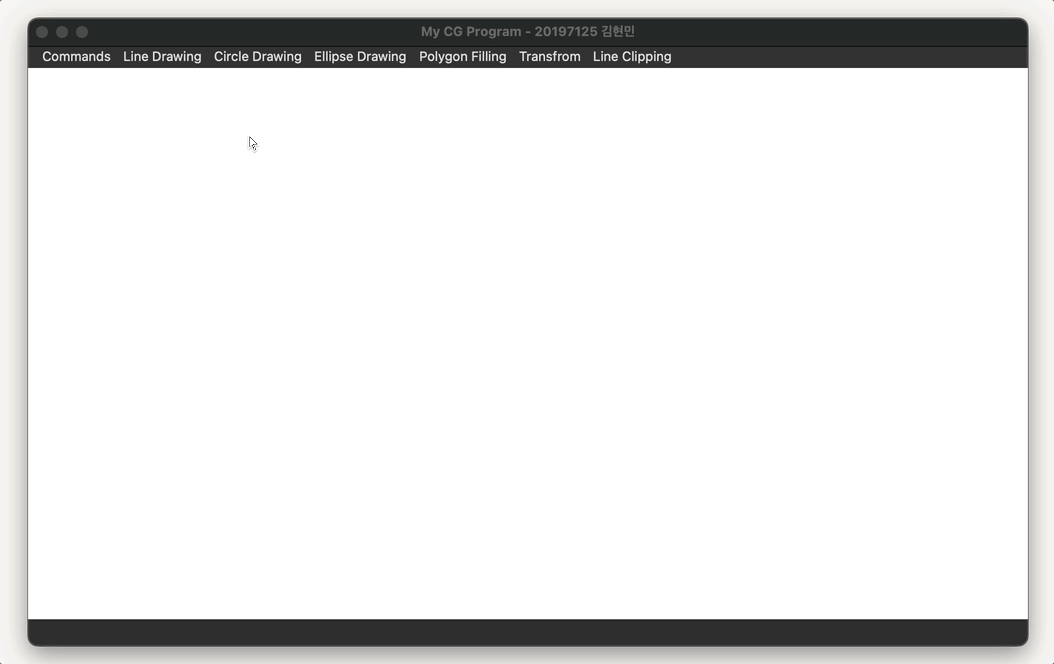 My CG Program - 20197125 김현민
Commands Line Drawing Circle Drawing Ellipse Drawing Polygon Filling Transfrom Line Clipping